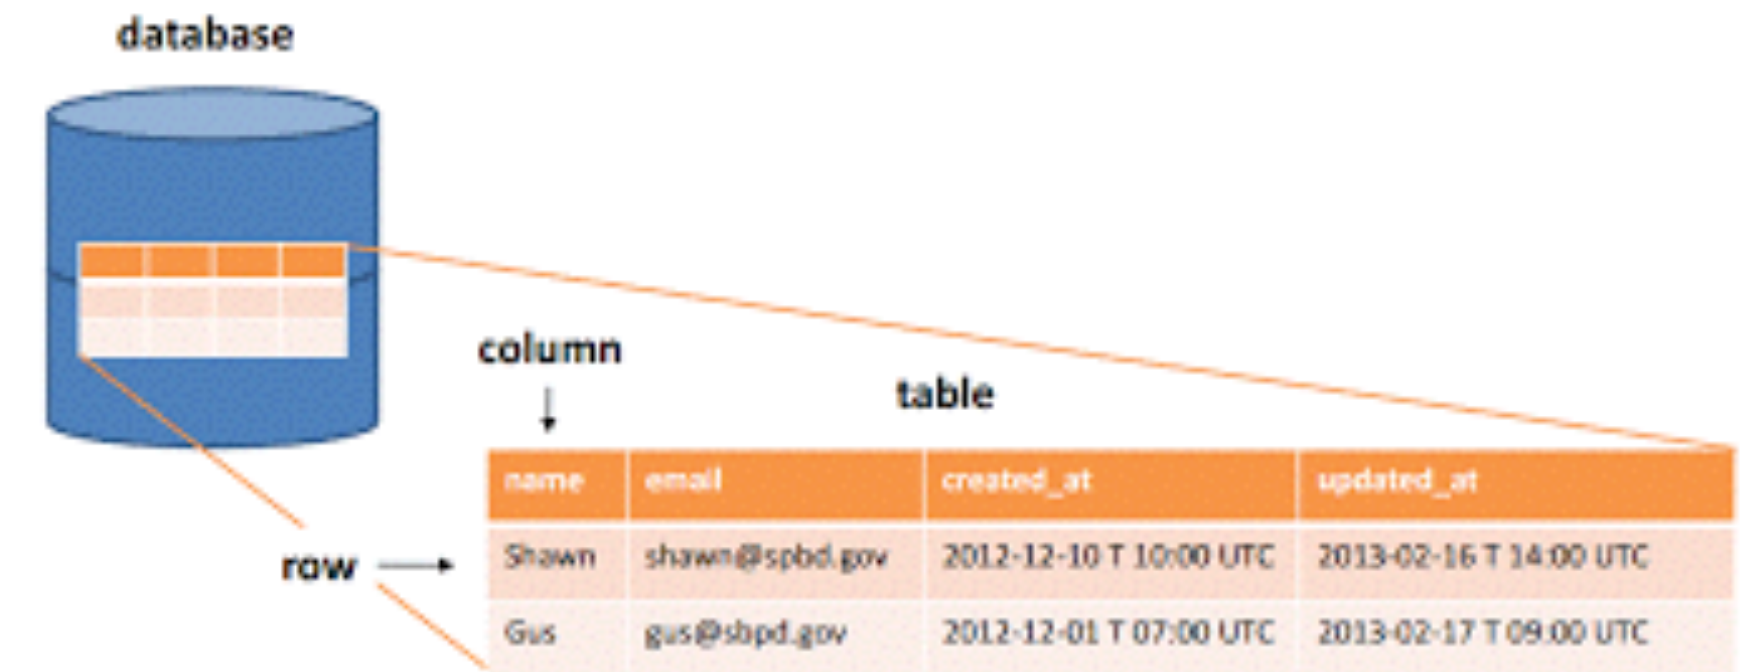 database
column
table
name email created_at updated_at
row
Shawn shawn@spbd.gov 2012-12-10 T 10:00 UTC 2013-02-16 T 14:00 UTC
Gus gus@sbpd.gov 2012-12-01 T 07:00 UTC 2013-02-17 T 09:00 UTC